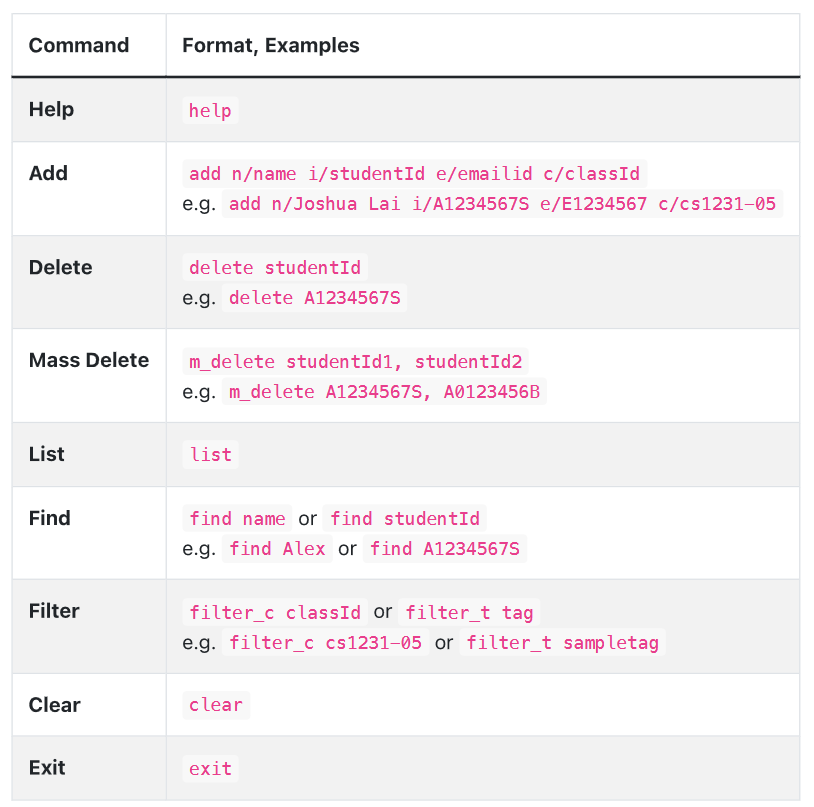 Command Format, Examples
Help help
Add add n/name i/studentId e/emailid c/classId
e.g. add n/Joshua Lai i/A1234567S e/E1234567 c/cs1231-05
Delete delete studentId
e.g. delete A1234567S
Mass Delete m_delete studentId1, studentId2
e.g. m_delete A1234567S, A0123456B
List list
Find find name or find studentId
e.g. find Alex or find A1234567S
Filter filter_c classId or filter_t tag
e.g. filter_c cs1231-05 or filter_t sampletag
Clear clear
Exit exit